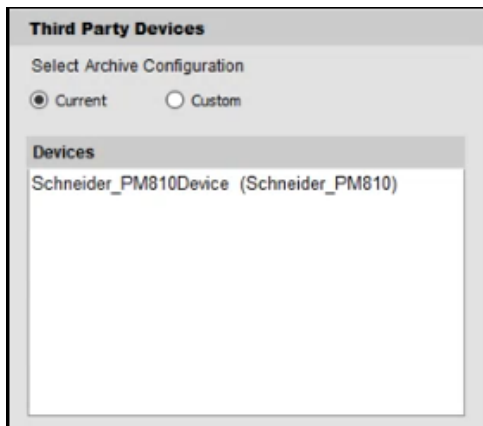 Third Party Devices
Select Archive Configuration
Current Custom
Devices
Schneider_PM810Device (Schneider_PM810)